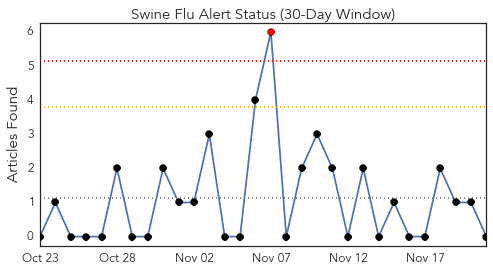 Swine Flu Alert Status (30-Day Window)
Articles Found
6
5
4
3
2
1
0
Oct 23 Oct 28 Nov 02 Nov 07 Nov 12 Nov 17